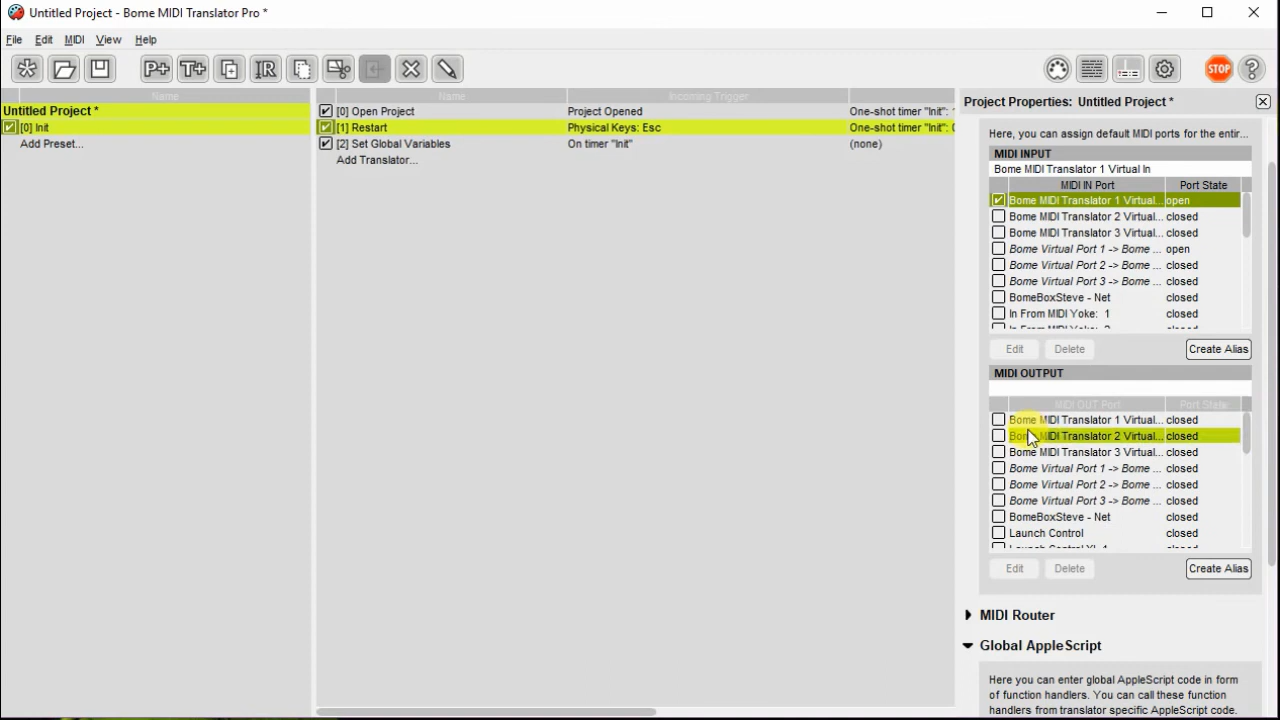 Untitled Project - Bome MIDI Translator Pro *
File Edit MIDI View Help
P+ T+ IR STOP ?
Name
Untitled Project *
[0] Init
Add Preset...
Name Incoming Trigger
[0] Open Project Project Opened One-shot timer "Init":
[1] Restart Physical Keys: Esc One-shot timer "Init":
[2] Set Global Variables On timer "Init" (none)
Add Translator...
Project Properties: Untitled Project *
Here, you can assign default MIDI ports for the entir...
MIDI INPUT
Bome MIDI Translator 1 Virtual In
MIDI IN Port Port State
Bome MIDI Translator 1 Virtual... open
Bome MIDI Translator 2 Virtual... closed
Bome MIDI Translator 3 Virtual... closed
Bome Virtual Port 1 -> Bome ... open
Bome Virtual Port 2 -> Bome ... closed
Bome Virtual Port 3 -> Bome ... closed
BomeBoxSteve - Net closed
In From MIDI Yoke: 1 closed
Edit Delete Create Alias
MIDI OUTPUT
MIDI OUT Port Port State
Bome MIDI Translator 1 Virtual... closed
Bome MIDI Translator 2 Virtual... closed
Bome MIDI Translator 3 Virtual... closed
Bome Virtual Port 1 -> Bome ... closed
Bome Virtual Port 2 -> Bome ... closed
Bome Virtual Port 3 -> Bome ... closed
BomeBoxSteve - Net closed
Launch Control closed
Edit Delete Create Alias
MIDI Router
Global AppleScript
Here you can enter global AppleScript code in form
of function handlers. You can call these function
handlers from translator specific AppleScript code.